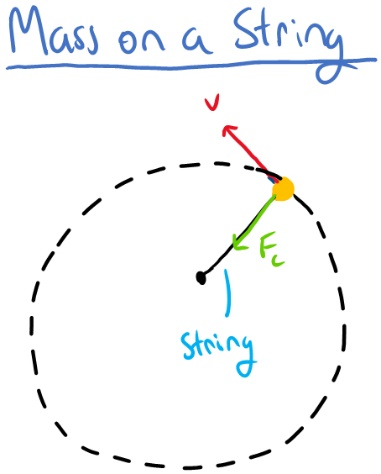 Mass on a String
v
Fc
String